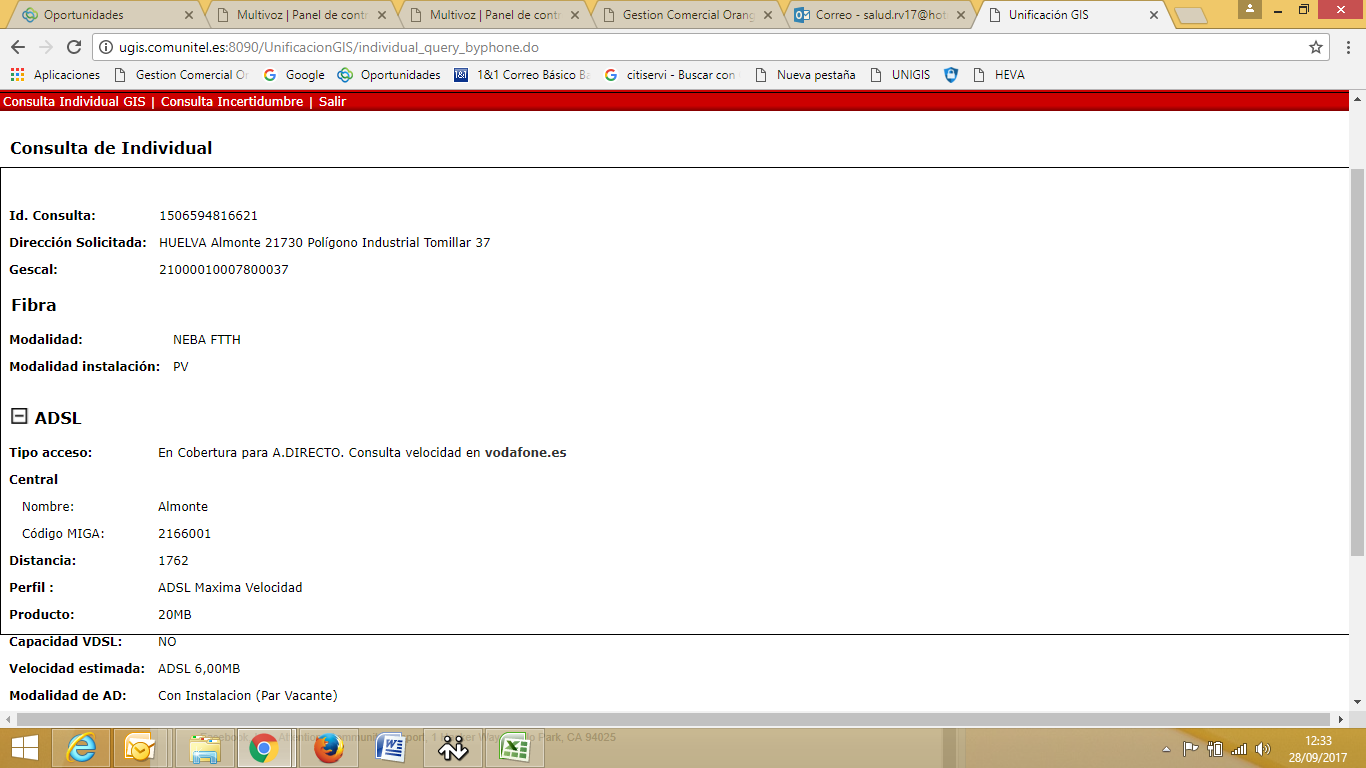 Oportunidades
Multivoz | Panel de contr
Multivoz | Panel de contr
Gestion Comercial Orang
Correo - salud.rv17@hot
Unificación GIS
ugis.comunitel.es:8090/UnificacionGIS/individual_query_byphone.do
Aplicaciones Gestion Comercial Or Google Oportunidades 1&1 1&1 Correo Básico Ba citiservi - Buscar con Nueva pestaña UNIGIS HEVA
Consulta Individual GIS | Consulta Incertidumbre | Salir
Consulta de Individual
Id. Consulta: 1506594816621
Dirección Solicitada: HUELVA Almonte 21730 Polígono Industrial Tomillar 37
Gescal: 21000010007800037
Fibra
Modalidad: NEBA FTTH
Modalidad instalación: PV
ADSL
Tipo acceso: En Cobertura para A.DIRECTO. Consulta velocidad en vodafone.es
Central
Nombre: Almonte
Código MIGA: 2166001
Distancia: 1762
Perfil : ADSL Maxima Velocidad
Producto: 20MB
Capacidad VDSL: NO
Velocidad estimada: ADSL 6,00MB
Modalidad de AD: Con Instalacion (Par Vacante)
Park, CA 94025
12:33
28/09/2017